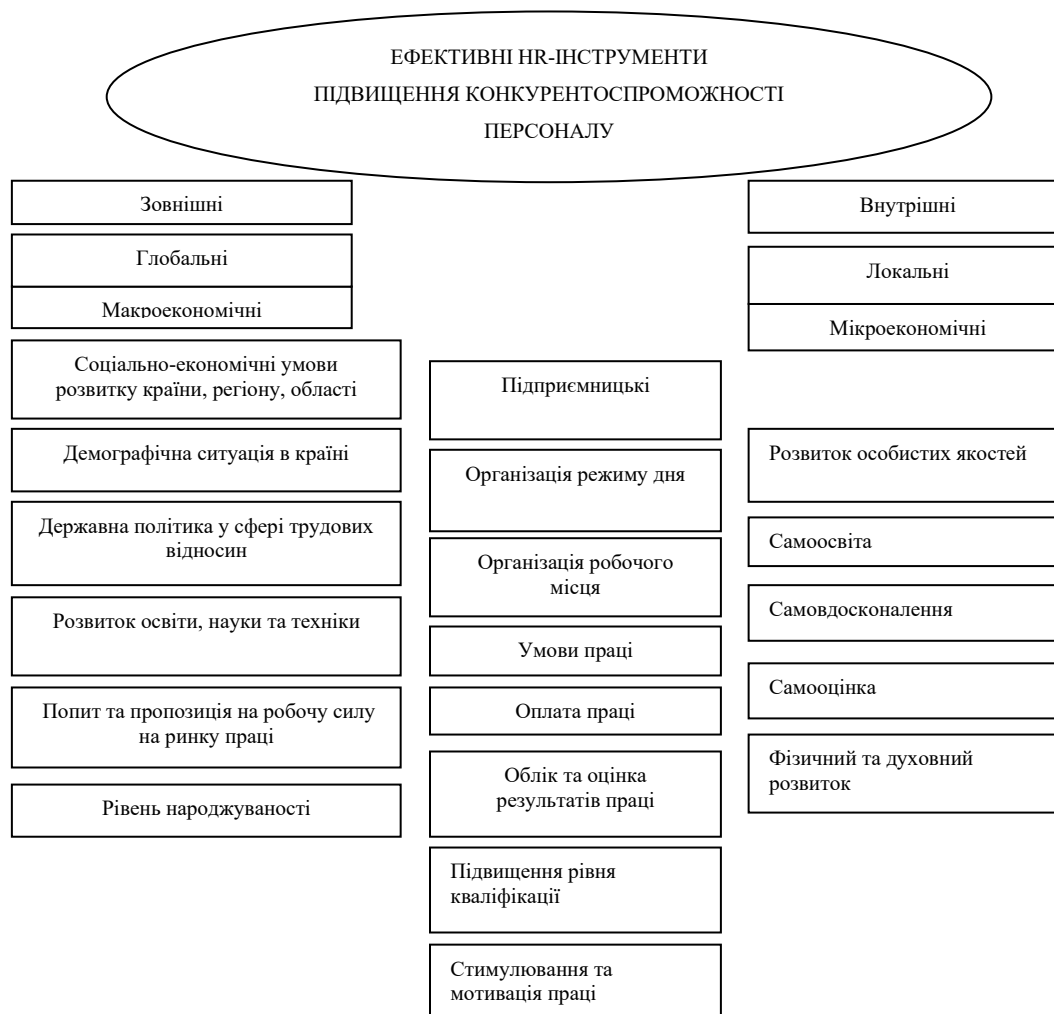 ЕФЕКТИВНІ HR-ІНСТРУМЕНТИ
ПІДВИЩЕННЯ КОНКУРЕНТОСПРОМОЖНОСТІ
ПЕРСОНАЛУ
Зовнішні
Глобальні
Макроекономічні
Соціально-економічні умови
розвитку країни, регіону, області
Демографічна ситуація в країні
Державна політика у сфері трудових
відносин
Розвиток освіти, науки та техніки
Попит та пропозиція на робочу силу
на ринку праці
Рівень народжуваності
Підприємницькі
Організація режиму дня
Організація робочого
місця
Умови праці
Оплата праці
Облік та оцінка
результатів праці
Підвищення рівня
кваліфікації
Стимулювання та
мотивація праці
Внутрішні
Локальні
Мікроекономічні
Розвиток особистих якостей
Самоосвіта
Самовдосконалення
Самооцінка
Фізичний та духовний
розвиток